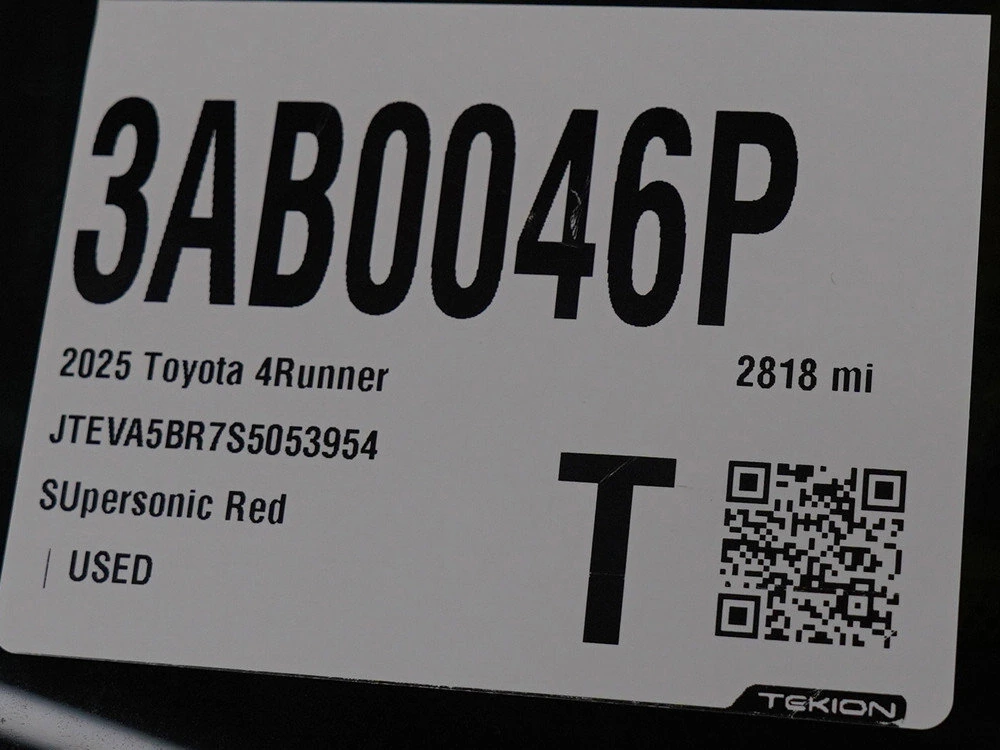 3AB0046P
2025 Toyota 4Runner
2818 mi
JTEVA5BR7S5053954
SUpersonic Red
| USED
T
TEKION